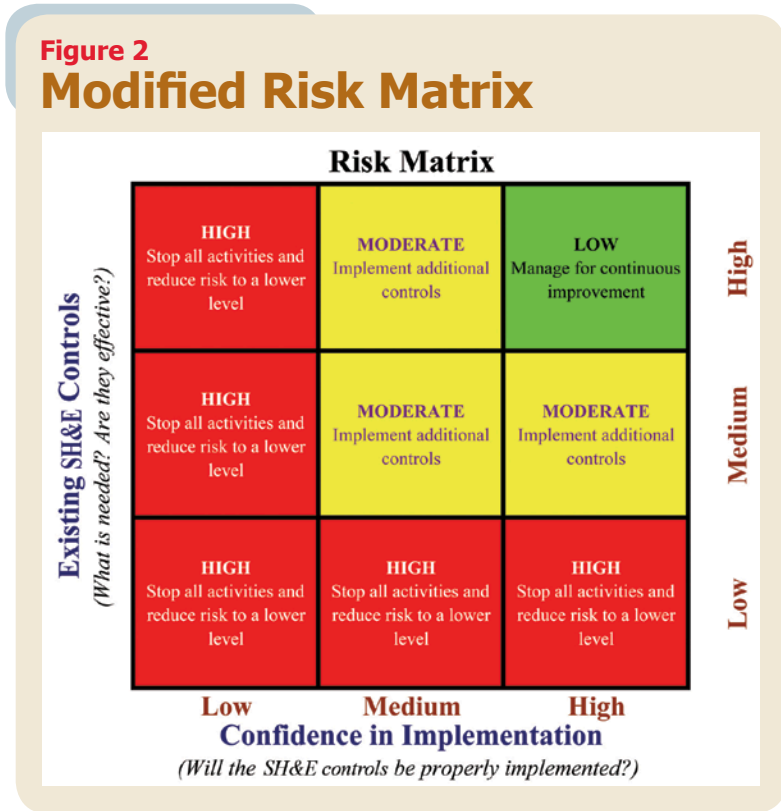 Figure 2
Modified Risk Matrix
Risk Matrix
Existing SH&E Controls
(What is needed? Are they effective?)
HIGH
Stop all activities and
reduce risk to a lower
level
MODERATE
Implement additional
controls
LOW
Manage for continuous
improvement
High
HIGH
Stop all activities and
reduce risk to a lower
level
MODERATE
Implement additional
controls
MODERATE
Implement additional
controls
Medium
HIGH
Stop all activities and
reduce risk to a lower
level
HIGH
Stop all activities and
reduce risk to a lower
level
HIGH
Stop all activities and
reduce risk to a lower
level
Low
Low Medium High
Confidence in Implementation
(Will the SH&E controls be properly implemented?)